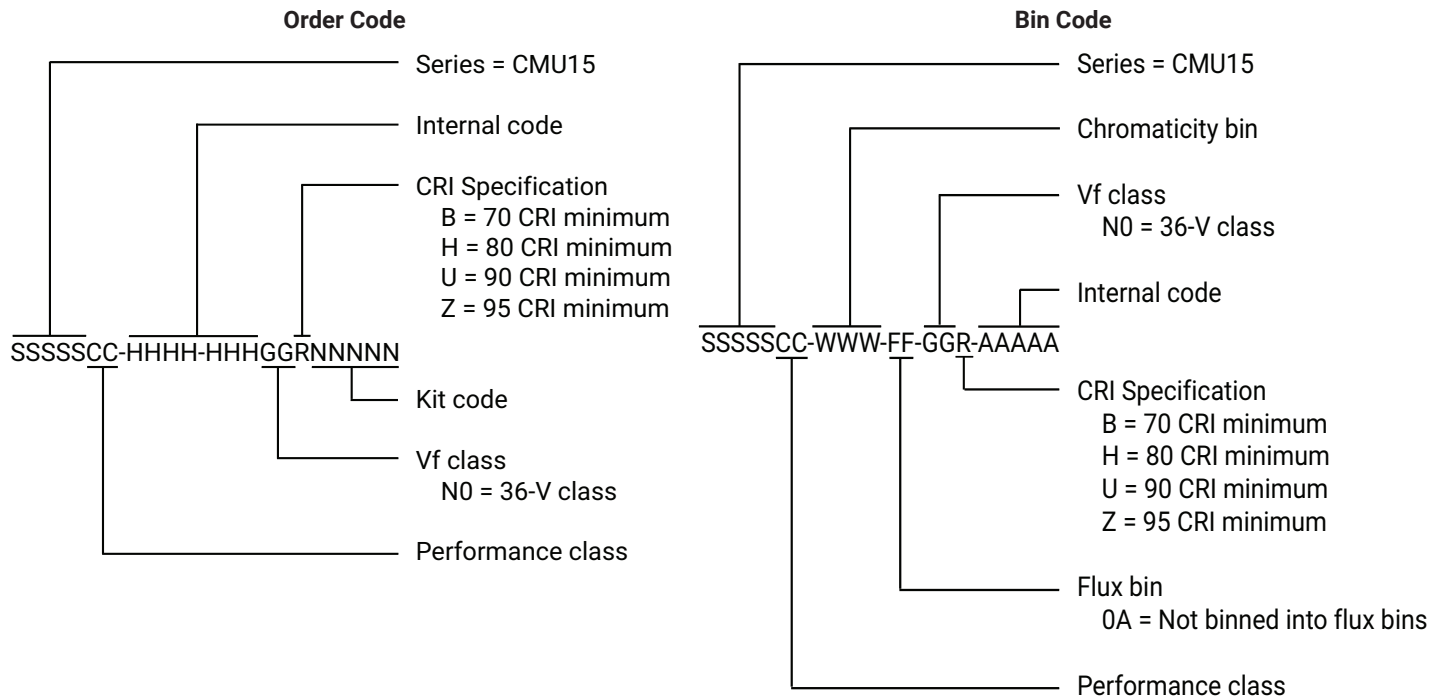 Order Code
Series = CMU15
Internal code
CRI Specification
B = 70 CRI minimum
H = 80 CRI minimum
U = 90 CRI minimum
Z = 95 CRI minimum
SSSSSCC-HHHH-HHHGGRNNNNN
Kit code
Vf class
N0 = 36-V class
Performance class
Bin Code
Series = CMU15
Chromaticity bin
Vf class
N0 = 36-V class
Internal code
SSSSSCC-WWW-FF-GGR-AAAAA
CRI Specification
B = 70 CRI minimum
H = 80 CRI minimum
U = 90 CRI minimum
Z = 95 CRI minimum
Flux bin
0A = Not binned into flux bins
Performance class